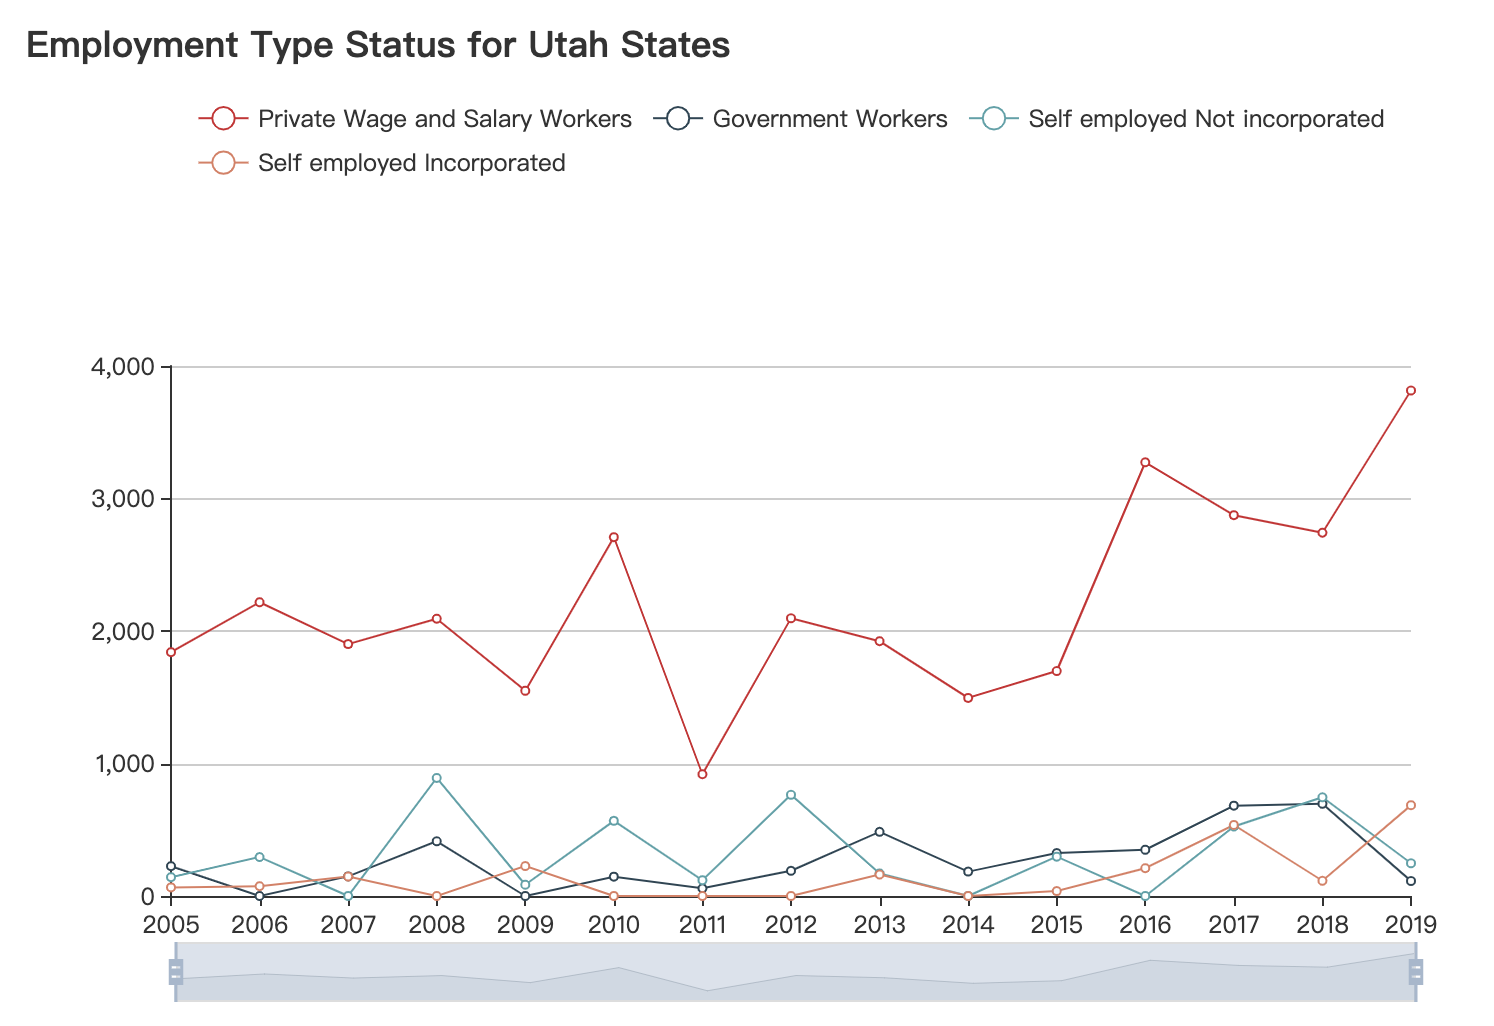 Employment Type Status for Utah States
Private Wage and Salary Workers Government Workers Self employed Not incorporated
Self employed Incorporated
4,000
3,000
2,000
1,000
0
2005 2006 2007 2008 2009 2010 2011 2012 2013 2014 2015 2016 2017 2018 2019